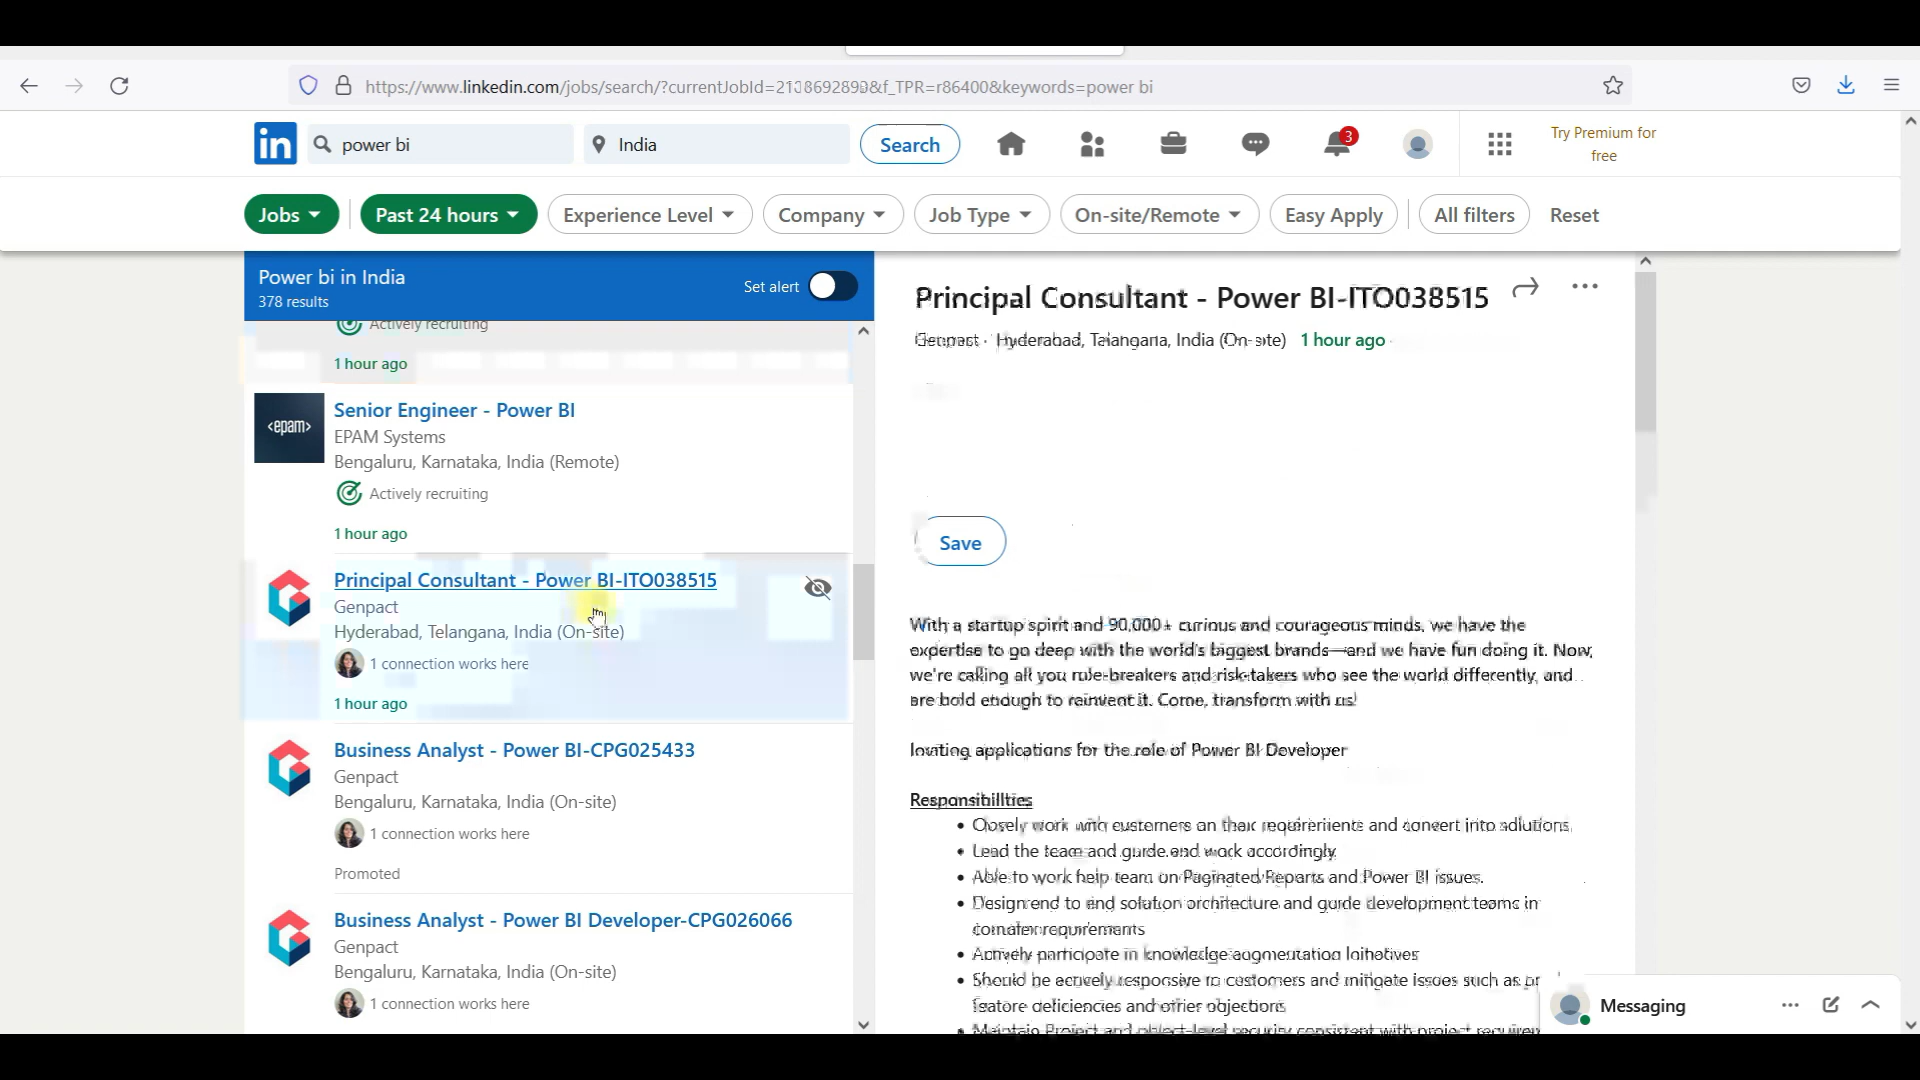 https://www.linkedin.com/jobs/search/?currentJobId=2138692890&f_TPR=r86400&keywords=power bi
in
power bi
India
Search
3
Try Premium for
free
Jobs
Past 24 hours
Experience Level
Company
Job Type
On-site/Remote
Easy Apply
All filters
Reset
Power bi in India
378 results
Set alert
Actively recruiting
1 hour ago
<epam>
Senior Engineer - Power BI
EPAM Systems
Bengaluru, Karnataka, India (Remote)
Actively recruiting
1 hour ago
Principal Consultant - Power BI-ITO038515
Genpact
Hyderabad, Telangana, India (On-site)
1 connection works here
1 hour ago
Business Analyst - Power BI-CPG025433
Genpact
Bengaluru, Karnataka, India (On-site)
1 connection works here
Promoted
Business Analyst - Power BI Developer-CPG026066
Genpact
Bengaluru, Karnataka, India (On-site)
1 connection works here
Principal Consultant - Power BI-ITO038515
Genpact · Hyderabad, Telangana, India (On-site) 1 hour ago
Save
With a startup spirit and 90,000+ curious and courageous minds, we have the
expertise to go deep with the world's biggest brands—and we have fun doing it. Now,
we're calling all you rule-breakers and risk-takers who see the world differently, and
are bold enough to reinvent it. Come, transform with us!
Inviting applications for the role of Power BI Developer
Responsibilities
• Closely work with customers on their requirements and convert into solutions.
• Lead the team and guide and work accordingly.
• Able to work help team on Paginated Reports and Power BI issues.
• Design end to end solution architecture and guide development teams in
complex requirements
• Actively participate in knowledge augmentation Initiatives
• Should be actively responsive to customers and mitigate issues such as
feature deficiencies and other objections
• Maintain Project and object-level security consistent with project
Messaging